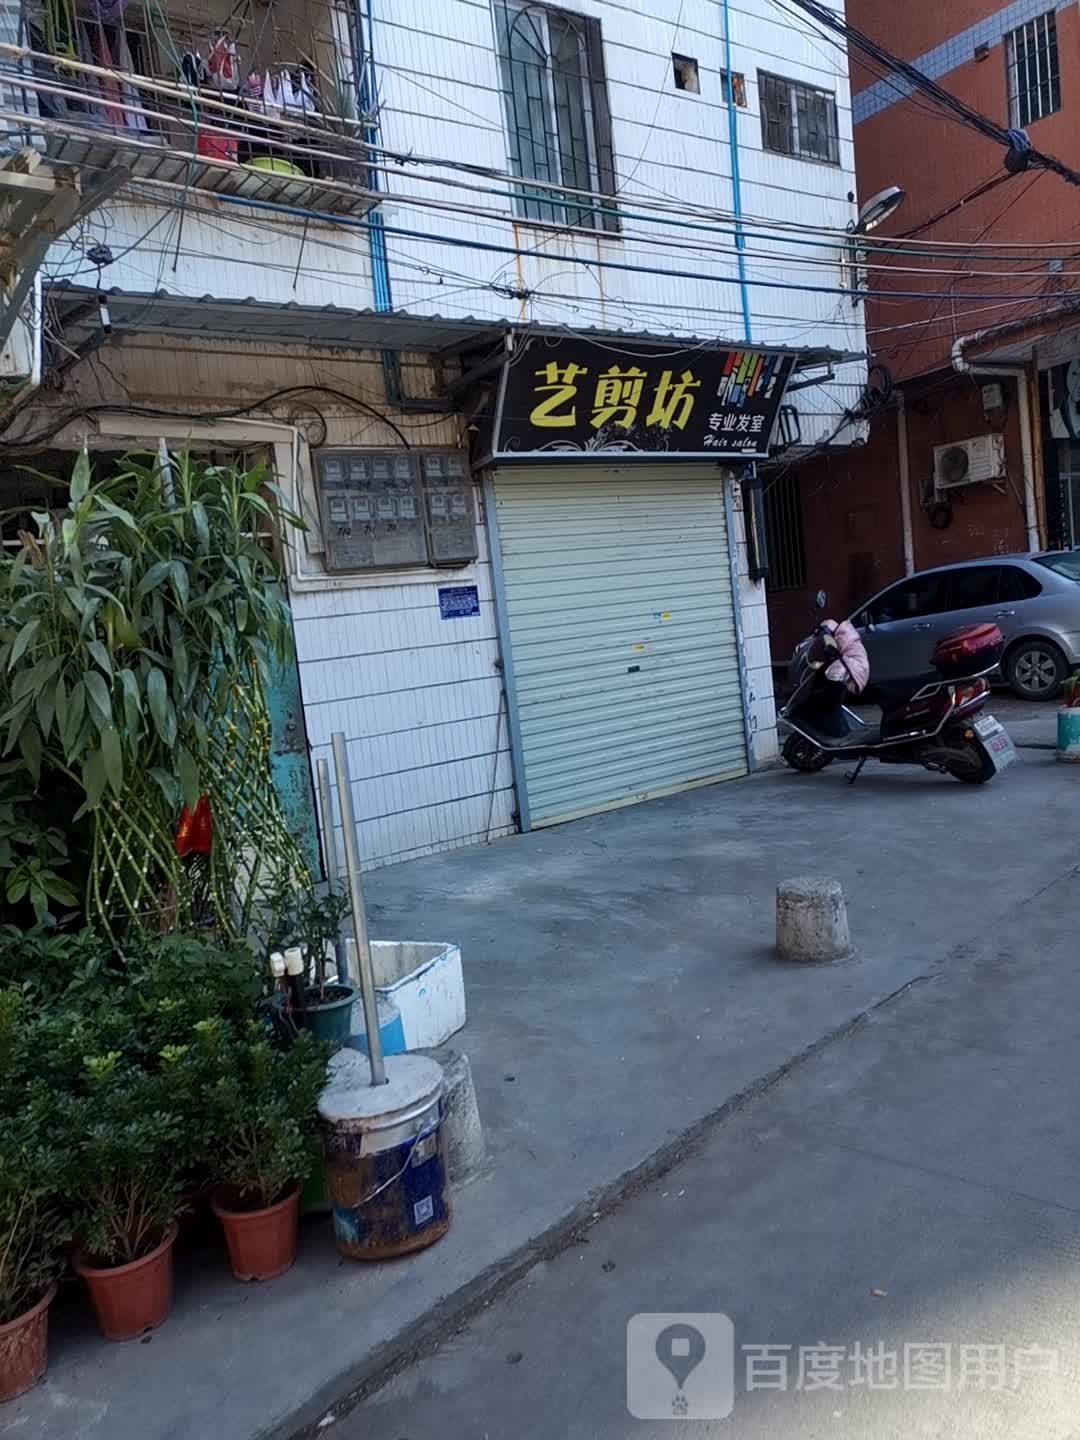 艺剪坊
专业发室
Hair salon
百度地图用户